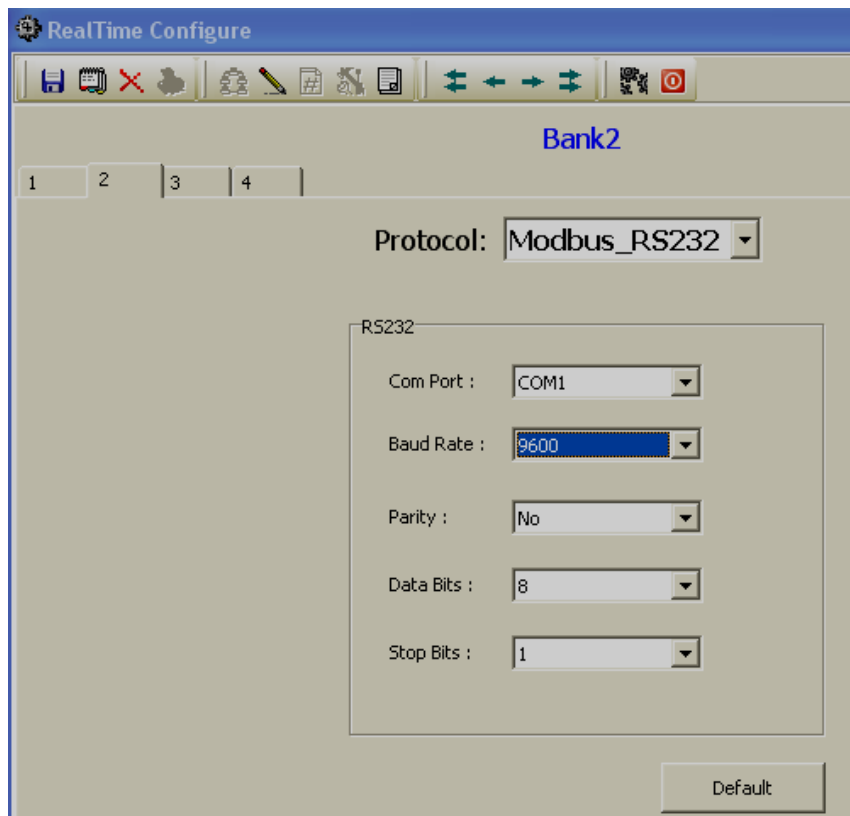 RealTime Configure
Bank2
1 2 3 4
Protocol: Modbus_RS232
RS232
Com Port : COM1
Baud Rate : 9600
Parity : No
Data Bits : 8
Stop Bits : 1
Default